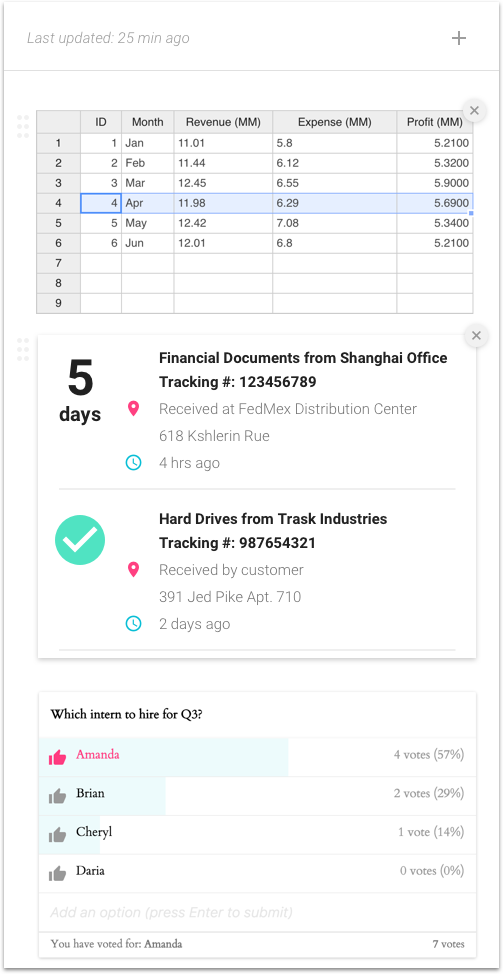 Last updated: 25 min ago
ID Month Revenue (MM) Expense (MM) Profit (MM)
1 1 Jan 11.01 5.8 5.2100
2 2 Feb 11.44 6.12 5.3200
3 3 Mar 12.45 6.55 5.9000
4 4 Apr 11.98 6.29 5.6900
5 5 May 12.42 7.08 5.3400
6 6 Jun 12.01 6.8 5.2100
7
8
9
5 days
Financial Documents from Shanghai Office
Tracking #: 123456789
Received at FedMex Distribution Center
618 Kshlerin Rue
4 hrs ago
Hard Drives from Trask Industries
Tracking #: 987654321
Received by customer
391 Jed Pike Apt. 710
2 days ago
Which intern to hire for Q3?
Amanda 4 votes (57%)
Brian 2 votes (29%)
Cheryl 1 vote (14%)
Daria 0 votes (0%)
Add an option (press Enter to submit)
You have voted for: Amanda 7 votes